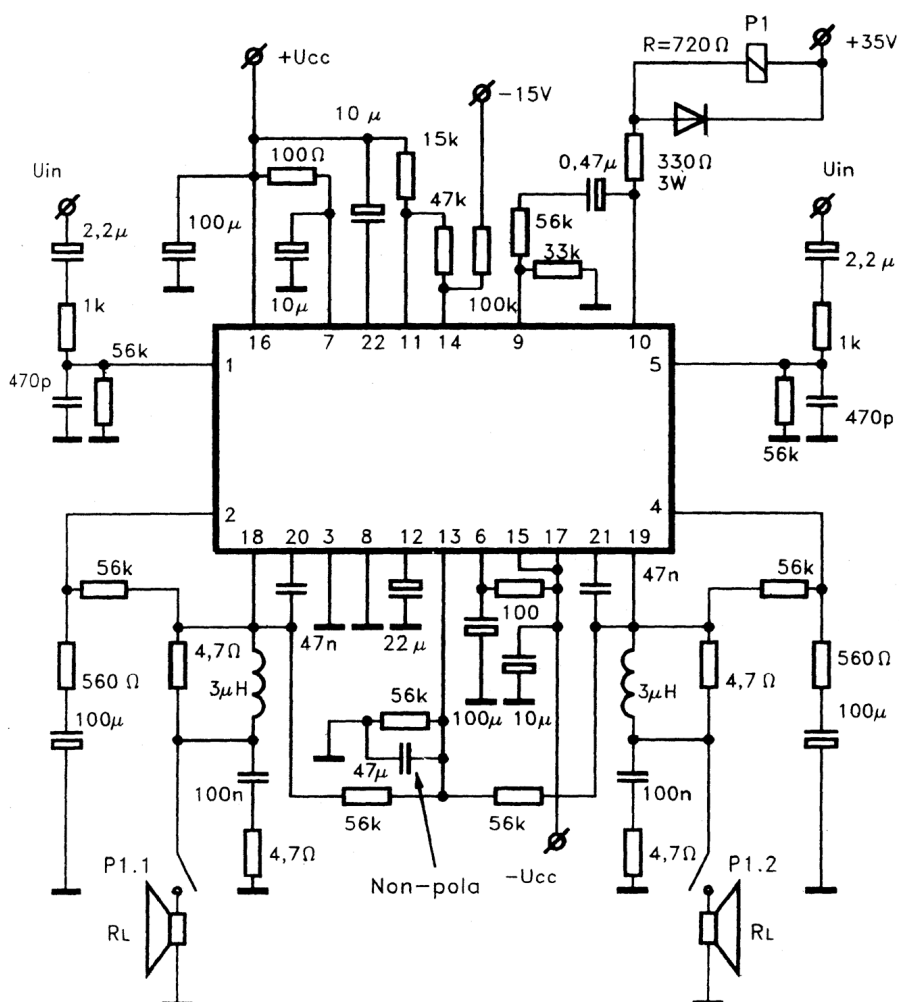 P1
R=720Ω
+35V
+Ucc
-15V
10 μ
15k
100Ω
0,47μ
330Ω
3W
Uin
Uin
47k
2,2μ
100μ
56k
2,2 μ
33k
10μ
100k
1k
1k
16
7
22
11
14
9
10
56k
1
5
470p
470p
56k
2
4
18
20
3
8
12
13
6
15
17
21
19
47n
56k
56k
100
47n
22 μ
4,7Ω
4,7Ω
560Ω
560 Ω
3μH
3μH
56k
100μ
10μ
100μ
100μ
47μ
100n
100n
56k
56k
4,7Ω
4,7Ω
P1.1
P1.2
Non-pola
-Ucc
RL
RL